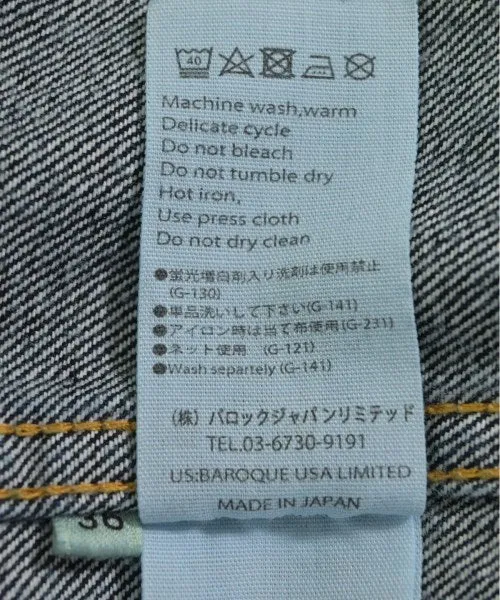 40
Machine wash,warm
Delicate cycle
Do not bleach
Do not tumble dry
Hot iron,
Use press cloth
Do not dry clean
●蛍光増白剤入り洗剤は使用禁止
(G-130)
●単品洗いして下さい(G-141)
●アイロン時は当て布使用(G-231)
●ネット使用 (G-121)
●Wash separtely (G-141)
(株) バロックジャパンリミテッド
TEL.03-6730-9191
US:BAROQUE USA LIMITED
MADE IN JAPAN
36